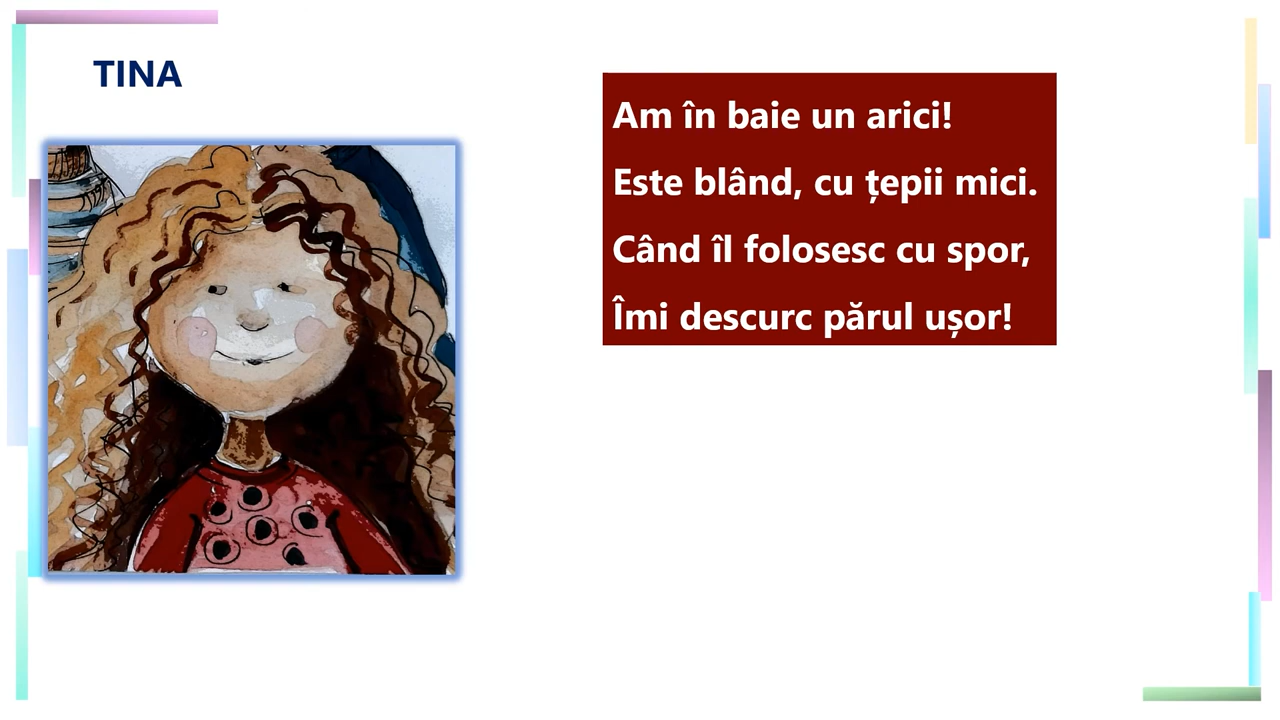 TINA
Am în baie un arici!
Este blând, cu țepii mici.
Când îl folosesc cu spor,
Îmi descurc părul ușor!